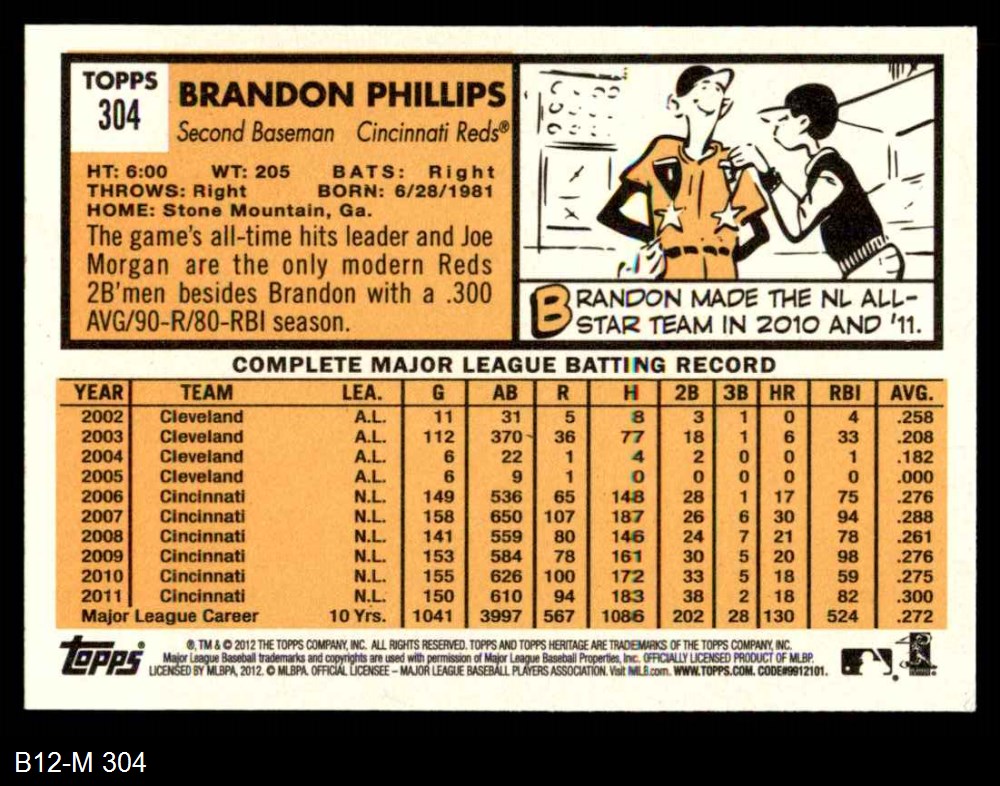 TOPPS
304
BRANDON PHILLIPS
Second Baseman Cincinnati Reds®
HT: 6:00 WT: 205 BATS: Right
THROWS: Right BORN: 6/28/1981
HOME: Stone Mountain, Ga.
The game's all-time hits leader and Joe
Morgan are the only modern Reds
2B'men besides Brandon with a .300
AVG/90-R/80-RBI season.
BRANDON MADE THE NL ALL-
STAR TEAM IN 2010 AND '11.
COMPLETE MAJOR LEAGUE BATTING RECORD
YEAR TEAM LEA. G AB R H 2B 3B HR RBI AVG.
2002 Cleveland A.L. 11 31 5 8 3 1 0 4 .258
2003 Cleveland A.L. 112 370 36 77 18 1 6 33 .208
2004 Cleveland A.L. 6 22 1 4 2 0 0 1 .182
2005 Cleveland A.L. 6 9 1 0 0 0 0 0 .000
2006 Cincinnati N.L. 149 536 65 148 28 1 17 75 .276
2007 Cincinnati N.L. 158 650 107 187 26 6 30 94 .288
2008 Cincinnati N.L. 141 559 80 146 24 7 21 78 .261
2009 Cincinnati N.L. 153 584 78 161 30 5 20 98 .276
2010 Cincinnati N.L. 155 626 100 172 33 5 18 59 .275
2011 Cincinnati N.L. 150 610 94 183 38 2 18 82 .300
Major League Career 10 Yrs. 1041 3997 567 1086 202 28 130 524 .272
Topps
®, TM & © 2012 THE TOPPS COMPANY, INC. ALL RIGHTS RESERVED. TOPPS AND TOPPS HERITAGE ARE TRADEMARKS OF THE TOPPS COMPANY, INC.
Major League Baseball trademarks and copyrights are used with permission of Major League Baseball Properties, Inc. OFFICIALLY LICENSED PRODUCT OF MLBP.
LICENSED BY MLBPA, 2012. © MLBPA. OFFICIAL LICENSEE – MAJOR LEAGUE BASEBALL PLAYERS ASSOCIATION. Visit MLB.com. WWW.TOPPS.COM. CODE#9912101.
B12-M 304